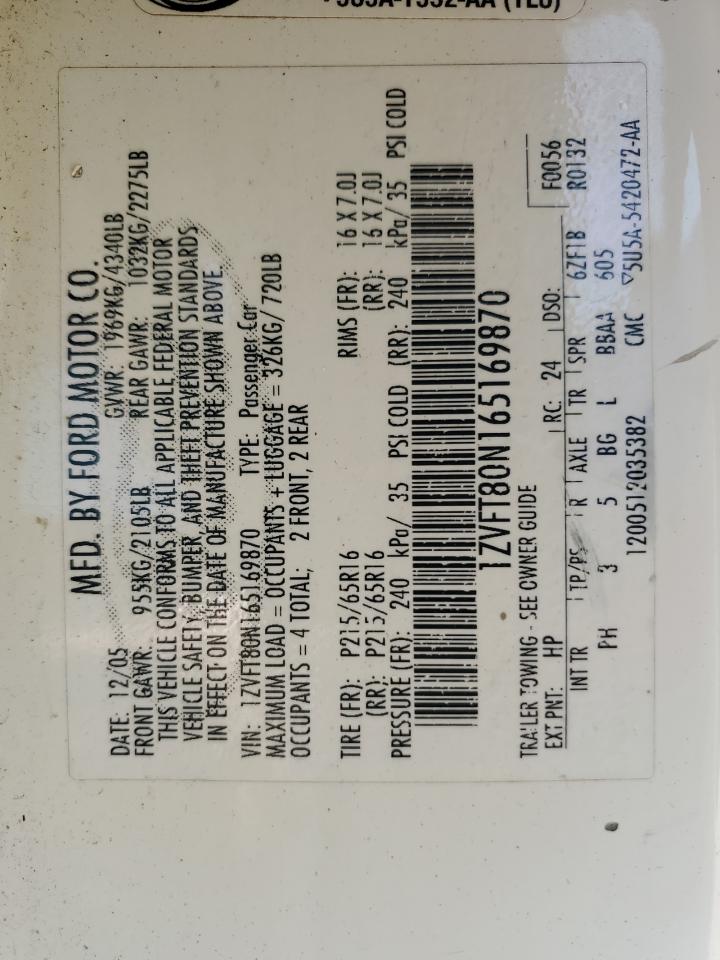 MFD. BY FORD MOTOR CO.
DATE: 12/05 GVWR: 1969KG/4340LB
FRONT GAWR: 955KG/2105LB REAR GAWR: 1032KG/2275LB
THIS VEHICLE CONFORMS TO ALL APPLICABLE FEDERAL MOTOR
VEHICLE SAFETY, BUMPER, AND THEFT PREVENTION STANDARDS
IN EFFECT ON THE DATE OF MANUFACTURE SHOWN ABOVE.
VIN: 1ZVFT80N165169870 TYPE: Passenger Car
MAXIMUM LOAD = OCCUPANTS + LUGGAGE = 326KG/ 720LB
OCCUPANTS = 4 TOTAL, 2 FRONT, 2 REAR
TIRE (FR): P215/65R16 RIMS (FR): 16 X 7.0J
(RR): P215/65R16 (RR): 16 X 7.0J
PRESSURE (FR): 240 kPa/ 35 PSI COLD (RR): 240 kPa/ 35 PSI COLD
1ZVFT80N165169870
TRAILER TOWING - SEE OWNER GUIDE
EXT PNT: HP RC: 24 DSO: F0056
INT TR TP/PS R AXLE TR SPR 6ZF1B R0132
PH 3 5 BG L BBAA 605
1200512035382 CMC ▽5U5A-5420472-AA